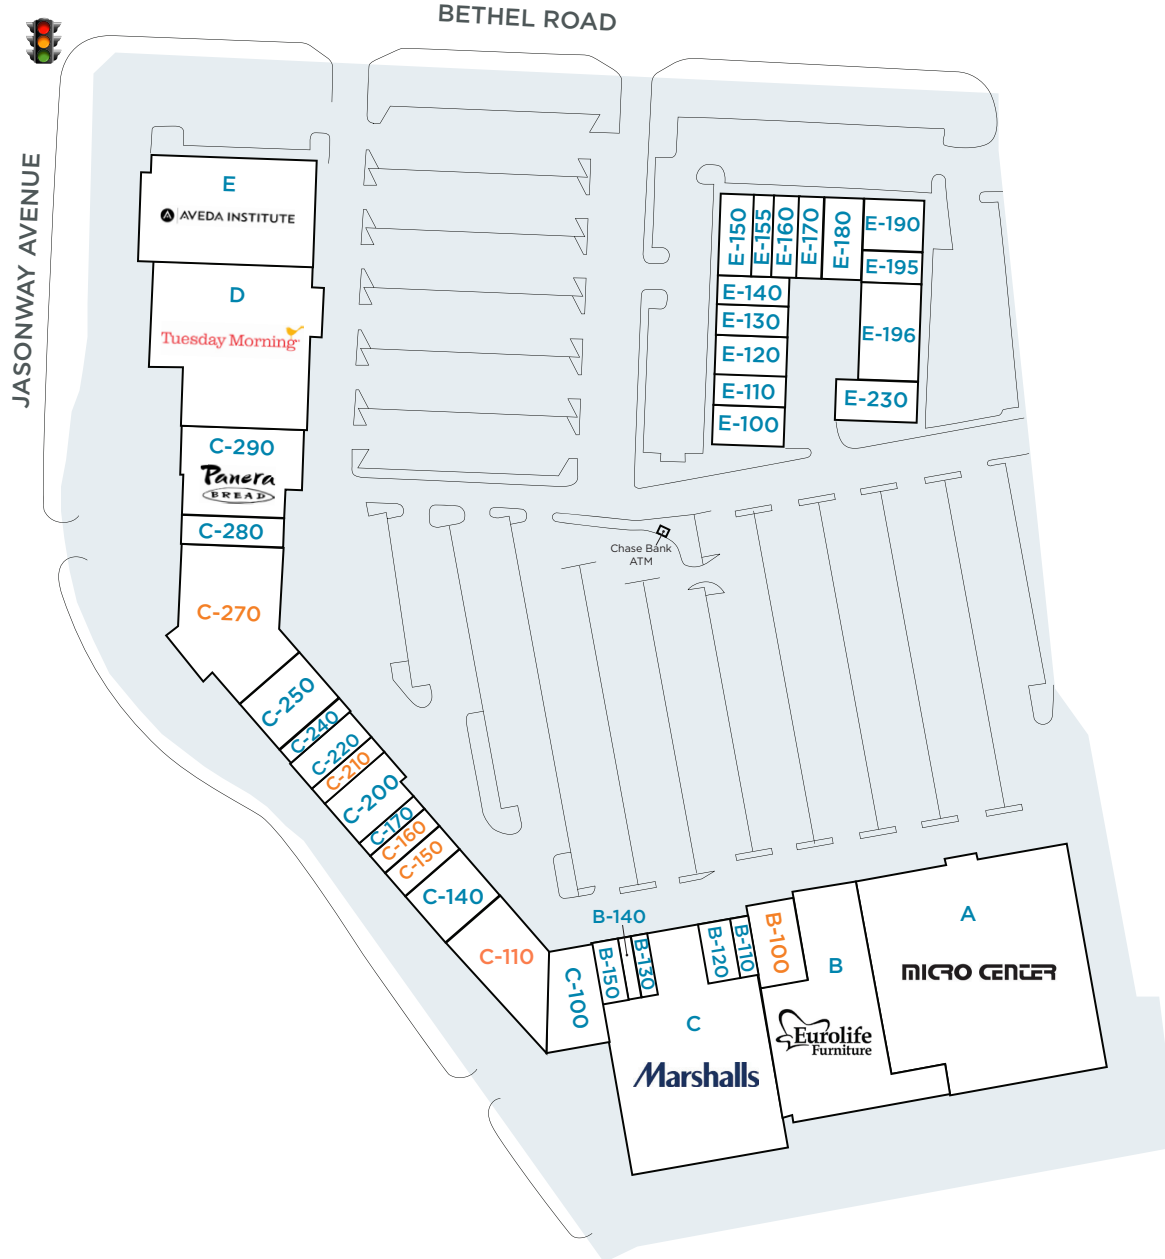 BETHEL ROAD
JASONWAY AVENUE
E
A AVEDA INSTITUTE
D
Tuesday Morning
C-290
Panera
BREAD
C-280
C-270
C-250
C-240
C-220
C-210
C-200
C-170
C-160
C-150
C-140
C-110
C-100
B-150
B-140
B-130
B-120
B-110
B-100
C
Marshalls
B
Eurolife
Furniture
A
MICRO CENTER
Chase Bank
ATM
E-150
E-155
E-160
E-170
E-180
E-190
E-195
E-196
E-230
E-140
E-130
E-120
E-110
E-100